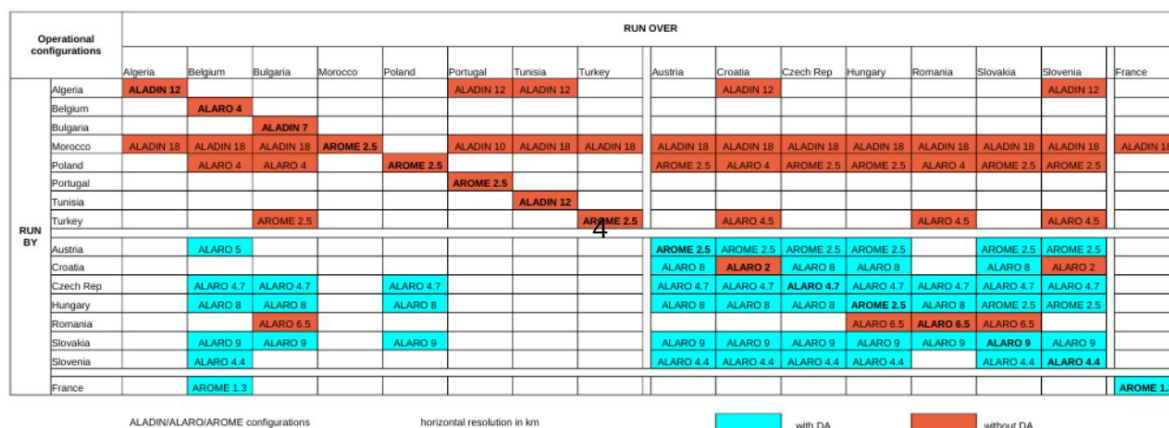 Operational configurations RUN OVER
Algeria Belgium Bulgaria Morocco Poland Portugal Tunisia Turkey Austria Croatia Czech Rep Hungary Romania Slovakia Slovenia France
Algeria ALADIN 12 ALADIN 12 ALADIN 12 ALADIN 12 ALADIN 12
Belgium ALARO 4
Bulgaria ALADIN 7
Morocco ALADIN 18 ALADIN 18 ALADIN 18 AROME 2.5 ALADIN 10 ALADIN 18 ALADIN 18 ALADIN 18 ALADIN 18 ALADIN 18 ALADIN 18 ALADIN 18 ALADIN 18 ALADIN 18 ALADIN 18
Poland ALARO 4 ALARO 4 AROME 2.5 AROME 2.5 ALARO 4 AROME 2.5 AROME 2.5 ALARO 4 AROME 2.5 AROME 2.5
Portugal AROME 2.5
Tunisia ALADIN 12
Turkey AROME 2.5 AROME 2.5 ALARO 4.5 ALARO 4.5 ALARO 4.5
4
RUN BY
Austria ALARO 5 AROME 2.5 AROME 2.5 AROME 2.5 AROME 2.5 AROME 2.5 AROME 2.5
Croatia ALARO 8 ALARO 2 ALARO 8 ALARO 8 ALARO 8 ALARO 2
Czech Rep ALARO 4.7 ALARO 4.7 ALARO 4.7 ALARO 4.7 ALARO 4.7 ALARO 4.7 ALARO 4.7 ALARO 4.7 ALARO 4.7 ALARO 4.7
Hungary ALARO 8 ALARO 8 ALARO 8 ALARO 8 ALARO 8 ALARO 8 AROME 2.5 ALARO 8 AROME 2.5 AROME 2.5
Romania ALARO 6.5 ALARO 6.5 ALARO 6.5 ALARO 6.5
Slovakia ALARO 9 ALARO 9 ALARO 9 ALARO 9 ALARO 9 ALARO 9 ALARO 9 ALARO 9 ALARO 9 ALARO 9
Slovenia ALARO 4.4 ALARO 4.4 ALARO 4.4 ALARO 4.4 ALARO 4.4 ALARO 4.4 ALARO 4.4
France AROME 1.3 AROME 1.
ALADIN/ALARO/AROME configurations horizontal resolution in km with DA without DA